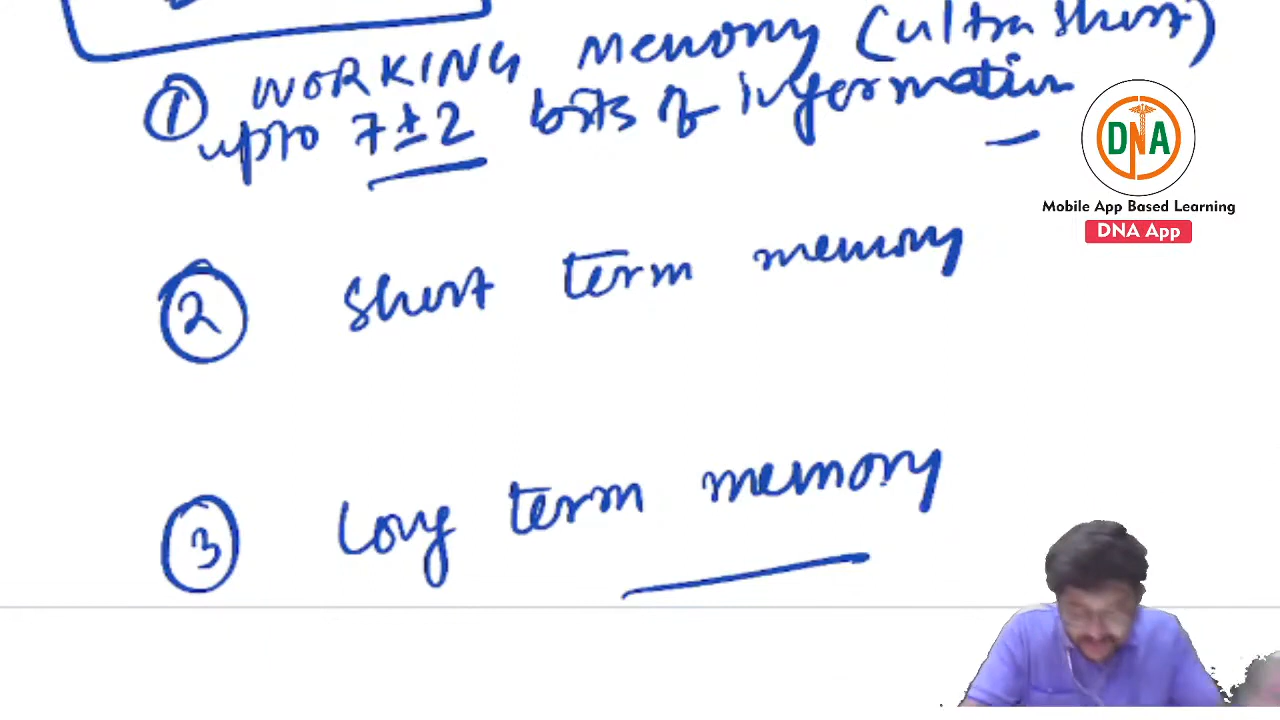 ① WORKING Memory (ultra short)
upto 7±2 bits of information
② Short term memory
③ Long term memory
DNA
Mobile App Based Learning
DNA App